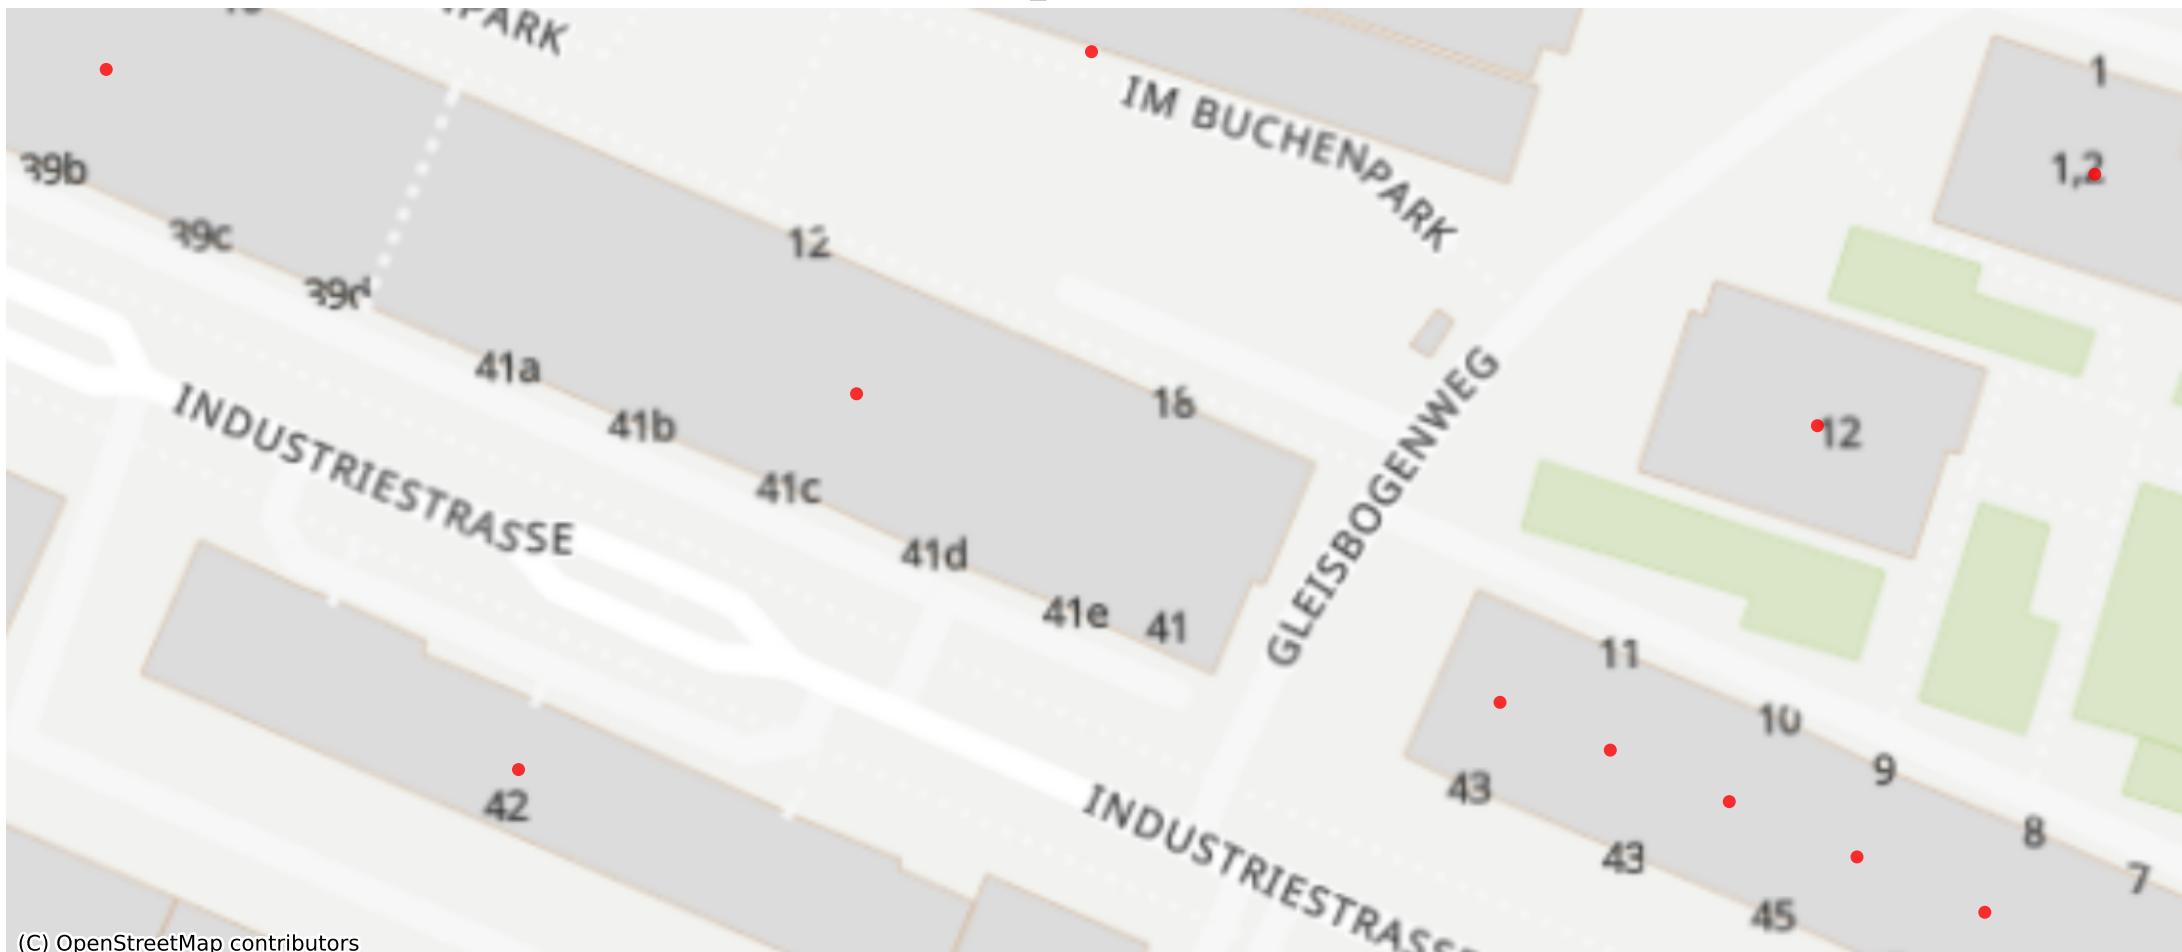 IM BUCHENPARK
1
1,2
39b
39c
39d
12
41a
41b
41c
41d
41e
41
16
12
INDUSTRIESTRASSE
GLEISBOGENWEG
11
10
9
8
7
43
43
45
42
INDUSTRIESTRASSE
(C) OpenStreetMap contributors